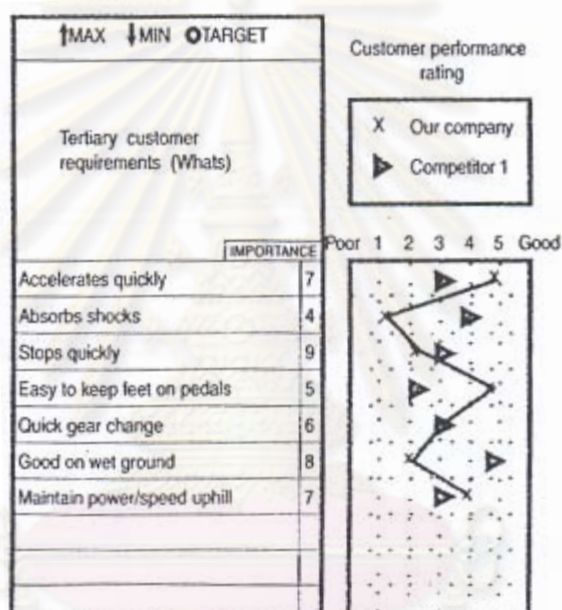 ↑MAX ↓MIN OTARGET
Customer performance
rating
X Our company
Competitor 1
Tertiary customer
requirements (Whats)
IMPORTANCE
Poor 1 2 3 4 5 Good
Accelerates quickly 7
Absorbs shocks 4
Stops quickly 9
Easy to keep feet on pedals 5
Quick gear change 6
Good on wet ground 8
Maintain power/speed uphill 7